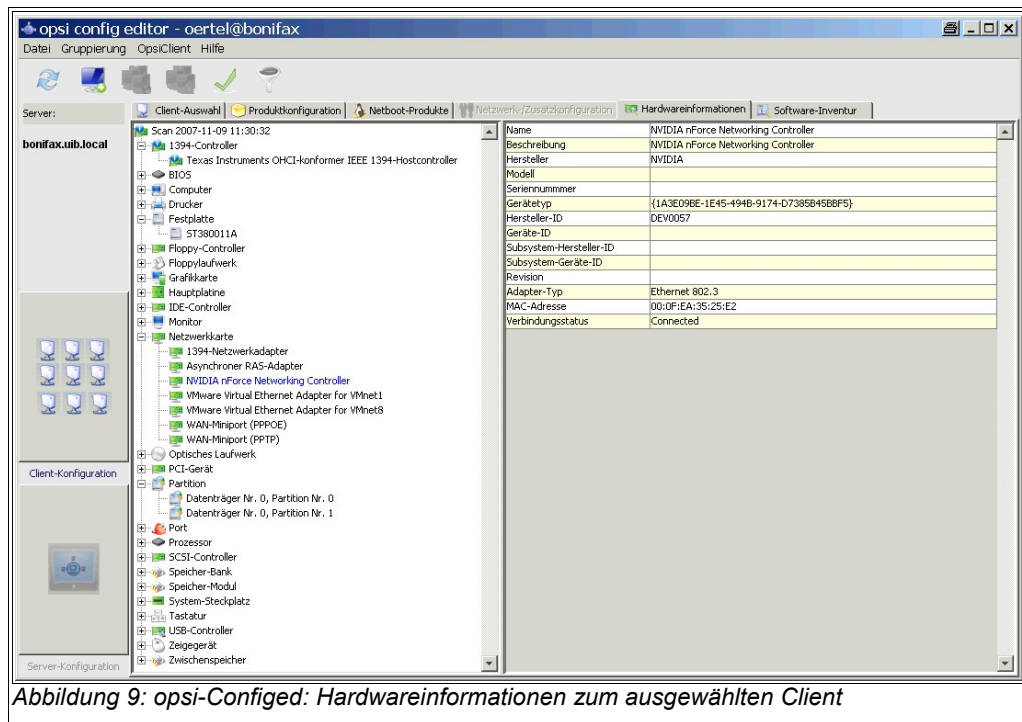 opsi config editor - oertel@bonifax
Datei Gruppierung OpsiClient Hilfe
Server:
bonifax.uib.local
Client-Konfiguration
Server-Konfiguration
Client-Auswahl Produktkonfiguration Netboot-Produkte Netzwerk-/Zusatzkonfiguration Hardwareinformationen Software-Inventur
Scan 2007-11-09 11:30:32
1394-Controller
Texas Instruments OHCI-konformer IEEE 1394-Hostcontroller
BIOS
Computer
Drucker
Festplatte
ST380011A
Floppy-Controller
Floppylaufwerk
Grafikkarte
Hauptplatine
IDE-Controller
Monitor
Netzwerkkarte
1394-Netzwerkadapter
Asynchroner RAS-Adapter
NVIDIA nForce Networking Controller
VMware Virtual Ethernet Adapter for VMnet1
VMware Virtual Ethernet Adapter for VMnet8
WAN-Miniport (PPPOE)
WAN-Miniport (PPTP)
Optisches Laufwerk
PCI-Gerät
Partition
Datenträger Nr. 0, Partition Nr. 0
Datenträger Nr. 0, Partition Nr. 1
Port
Prozessor
SCSI-Controller
Speicher-Bank
Speicher-Modul
System-Steckplatz
Tastatur
USB-Controller
Zeigegerät
Zwischenspeicher
Name NVIDIA nForce Networking Controller
Beschreibung NVIDIA nForce Networking Controller
Hersteller NVIDIA
Modell
Seriennummmer
Gerätetyp {1A3E09BE-1E45-494B-9174-D7385B45BBF5}
Hersteller-ID DEV0057
Geräte-ID
Subsystem-Hersteller-ID
Subsystem-Geräte-ID
Revision
Adapter-Typ Ethernet 802.3
MAC-Adresse 00:0F:EA:35:25:E2
Verbindungsstatus Connected
Abbildung 9: opsi-Configed: Hardwareinformationen zum ausgewählten Client